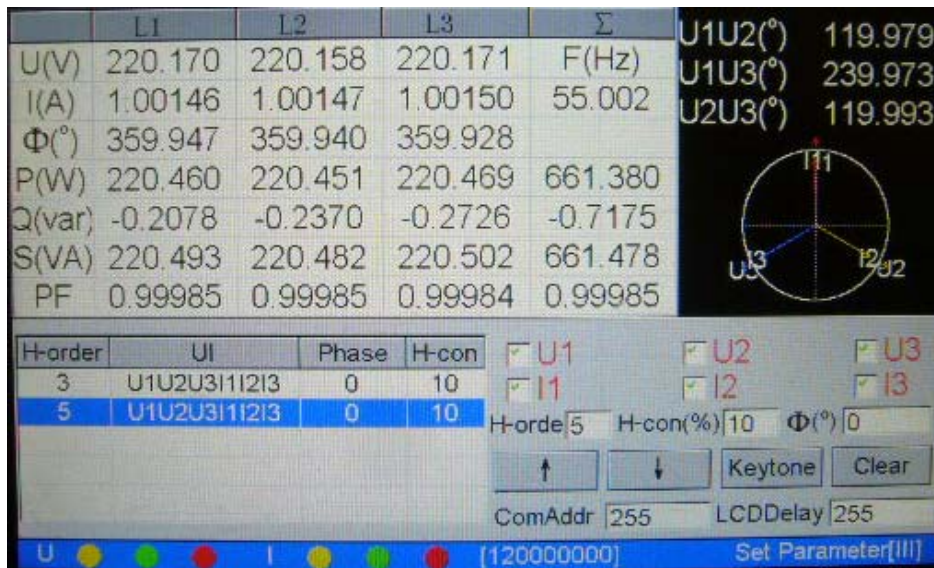 L1 L2 L3 Σ
U(V) 220.170 220.158 220.171 F(Hz)
I(A) 1.00146 1.00147 1.00150 55.002
Φ(°) 359.947 359.940 359.928
P(W) 220.460 220.451 220.469 661.380
Q(var) -0.2078 -0.2370 -0.2726 -0.7175
S(VA) 220.493 220.482 220.502 661.478
PF 0.99985 0.99985 0.99984 0.99985
U1U2(°) 119.979
U1U3(°) 239.973
U2U3(°) 119.993
I2
U2
H-order UI Phase H-con
3 U1U2U3I1I2I3 0 10
5 U1U2U3I1I2I3 0 10
U1 U2 U3
I1 I2 I3
H-orde 5 H-con(%) 10 Φ(°) 0
↑ ↓ Keytone Clear
ComAddr 255 LCDDelay 255
U I [120000000] Set Parameter[III]